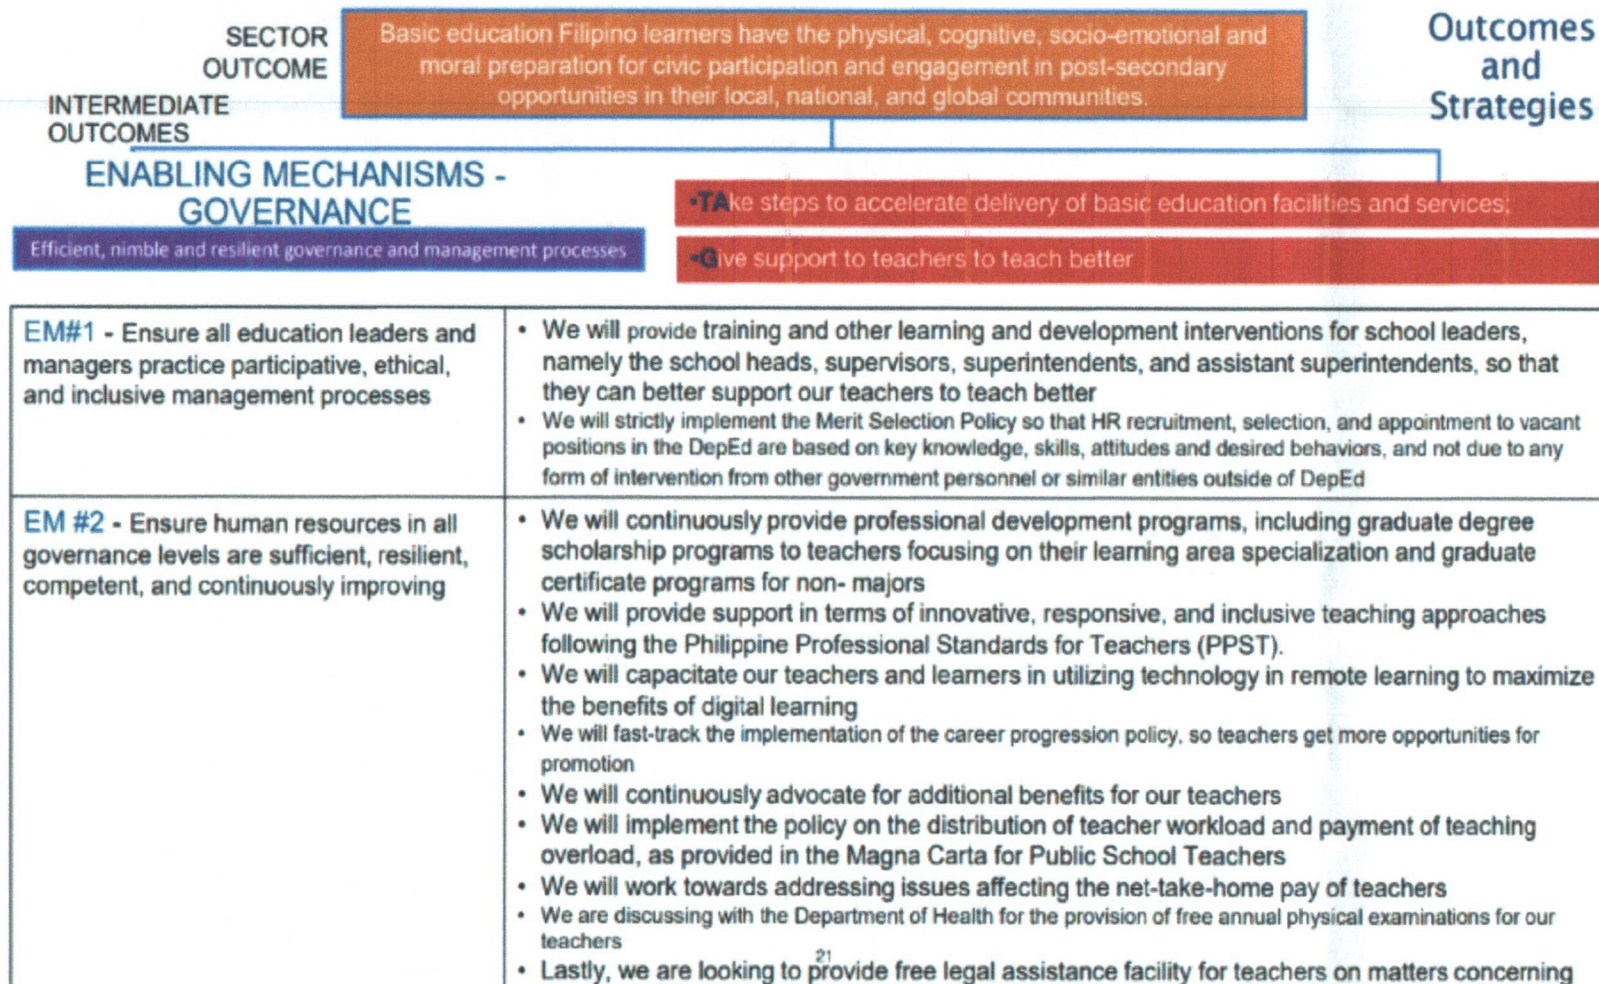 SECTOR
OUTCOME
Basic education Filipino learners have the physical, cognitive, socio-emotional and
moral preparation for civic participation and engagement in post-secondary
opportunities in their local, national, and global communities.
Outcomes
and
Strategies
INTERMEDIATE
OUTCOMES
ENABLING MECHANISMS -
GOVERNANCE
Efficient, nimble and resilient governance and management processes
•TAke steps to accelerate delivery of basic education facilities and services;
•Give support to teachers to teach better
EM#1 - Ensure all education leaders and
managers practice participative, ethical,
and inclusive management processes
• We will provide training and other learning and development interventions for school leaders,
namely the school heads, supervisors, superintendents, and assistant superintendents, so that
they can better support our teachers to teach better
• We will strictly implement the Merit Selection Policy so that HR recruitment, selection, and appointment to vacant
positions in the DepEd are based on key knowledge, skills, attitudes and desired behaviors, and not due to any
form of intervention from other government personnel or similar entities outside of DepEd
EM #2 - Ensure human resources in all
governance levels are sufficient, resilient,
competent, and continuously improving
• We will continuously provide professional development programs, including graduate degree
scholarship programs to teachers focusing on their learning area specialization and graduate
certificate programs for non- majors
• We will provide support in terms of innovative, responsive, and inclusive teaching approaches
following the Philippine Professional Standards for Teachers (PPST).
• We will capacitate our teachers and learners in utilizing technology in remote learning to maximize
the benefits of digital learning
• We will fast-track the implementation of the career progression policy, so teachers get more opportunities for
promotion
• We will continuously advocate for additional benefits for our teachers
• We will implement the policy on the distribution of teacher workload and payment of teaching
overload, as provided in the Magna Carta for Public School Teachers
• We will work towards addressing issues affecting the net-take-home pay of teachers
• We are discussing with the Department of Health for the provision of free annual physical examinations for our
teachers
21
• Lastly, we are looking to provide free legal assistance facility for teachers on matters concerning